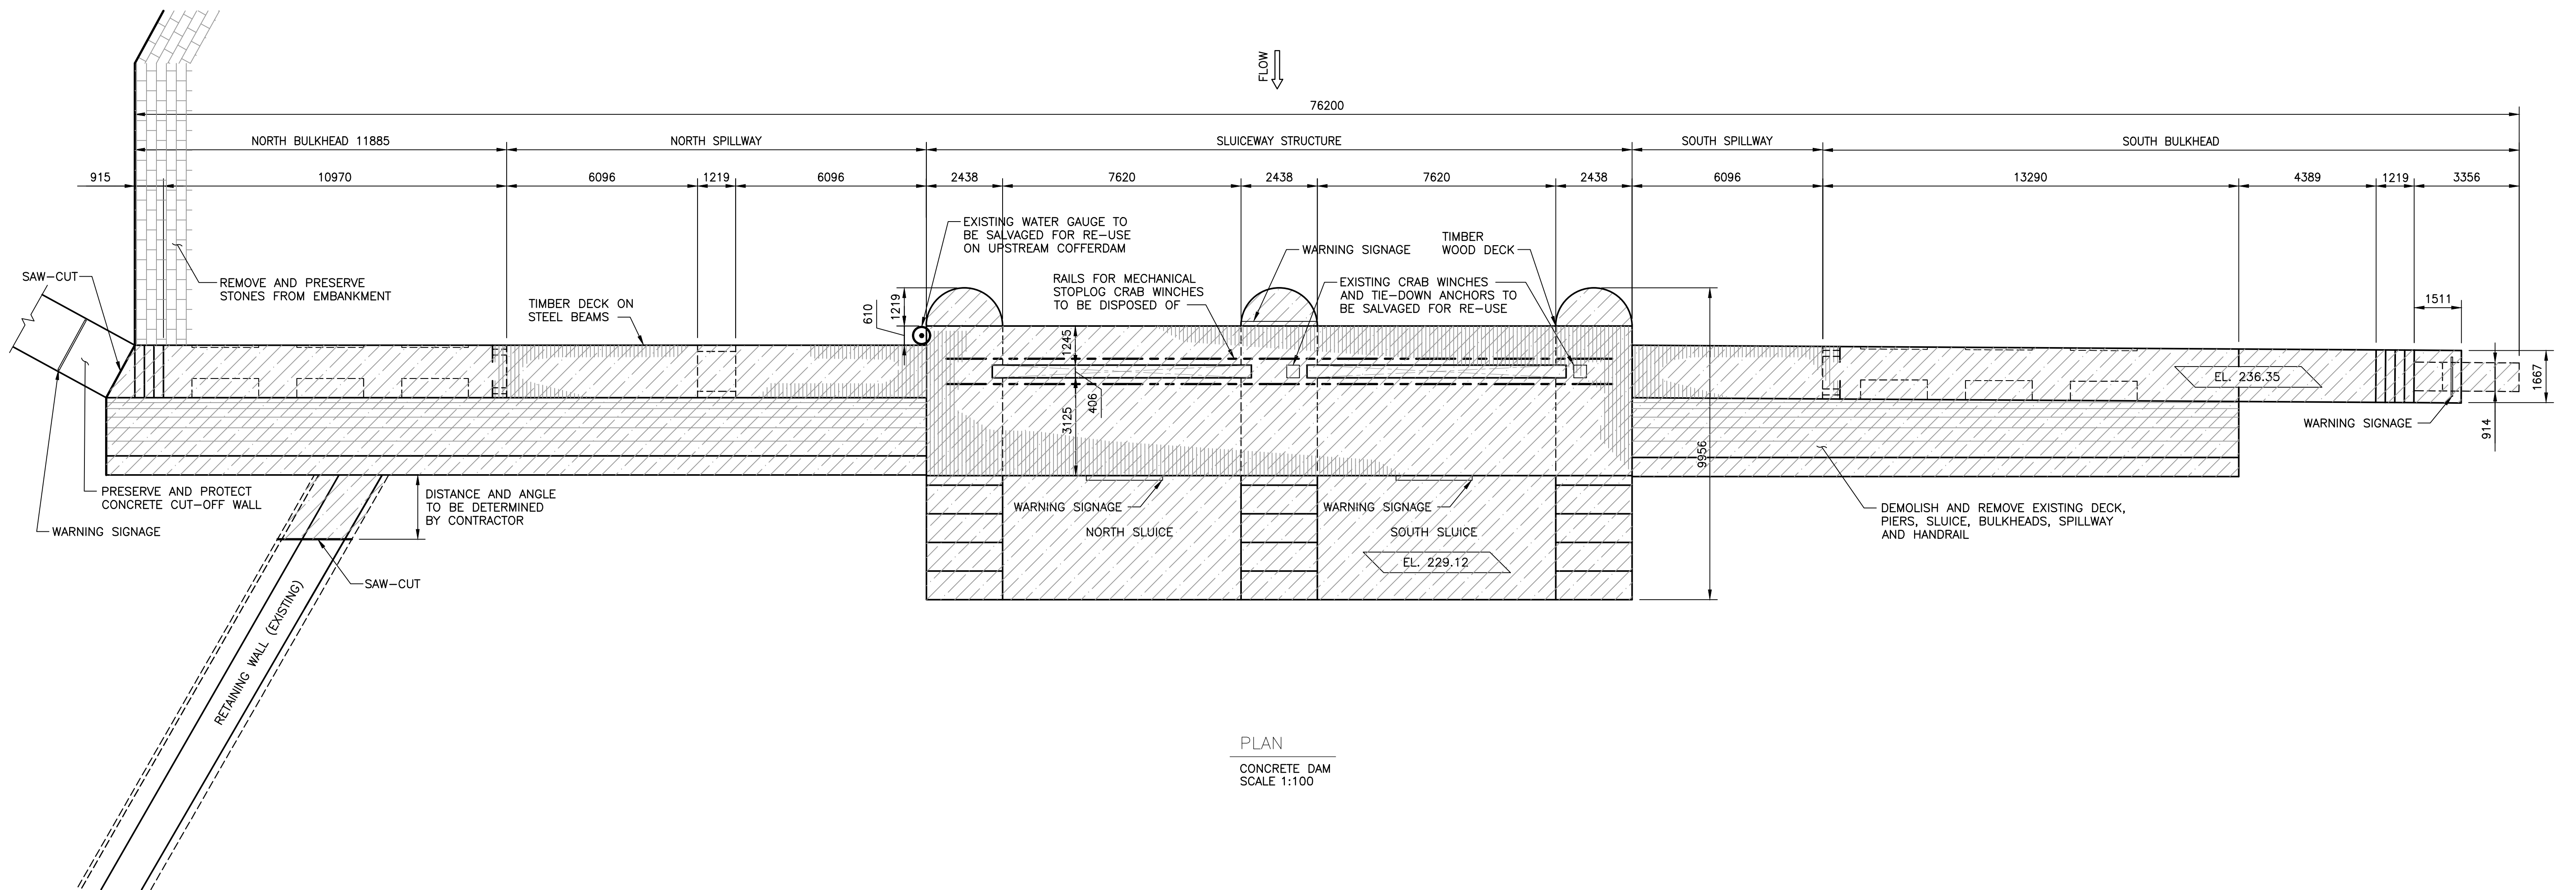 FLOW
76200
NORTH BULKHEAD 11885
NORTH SPILLWAY
SLUICEWAY STRUCTURE
SOUTH SPILLWAY
SOUTH BULKHEAD
915
10970
6096
1219
6096
2438
7620
2438
7620
2438
6096
13290
4389
1219
3356
EXISTING WATER GAUGE TO
BE SALVAGED FOR RE-USE
ON UPSTREAM COFFERDAM
WARNING SIGNAGE
TIMBER
WOOD DECK
SAW-CUT
REMOVE AND PRESERVE
STONES FROM EMBANKMENT
RAILS FOR MECHANICAL
STOPLOG CRAB WINCHES
TO BE DISPOSED OF
EXISTING CRAB WINCHES
AND TIE-DOWN ANCHORS TO
BE SALVAGED FOR RE-USE
TIMBER DECK ON
STEEL BEAMS
610
1219
1511
1245
406
3125
EL. 236.35
1667
914
WARNING SIGNAGE
9956
PRESERVE AND PROTECT
CONCRETE CUT-OFF WALL
WARNING SIGNAGE
DISTANCE AND ANGLE
TO BE DETERMINED
BY CONTRACTOR
WARNING SIGNAGE
WARNING SIGNAGE
NORTH SLUICE
SOUTH SLUICE
EL. 229.12
DEMOLISH AND REMOVE EXISTING DECK,
PIERS, SLUICE, BULKHEADS, SPILLWAY
AND HANDRAIL
SAW-CUT
RETAINING WALL (EXISTING)
PLAN
CONCRETE DAM
SCALE 1:100